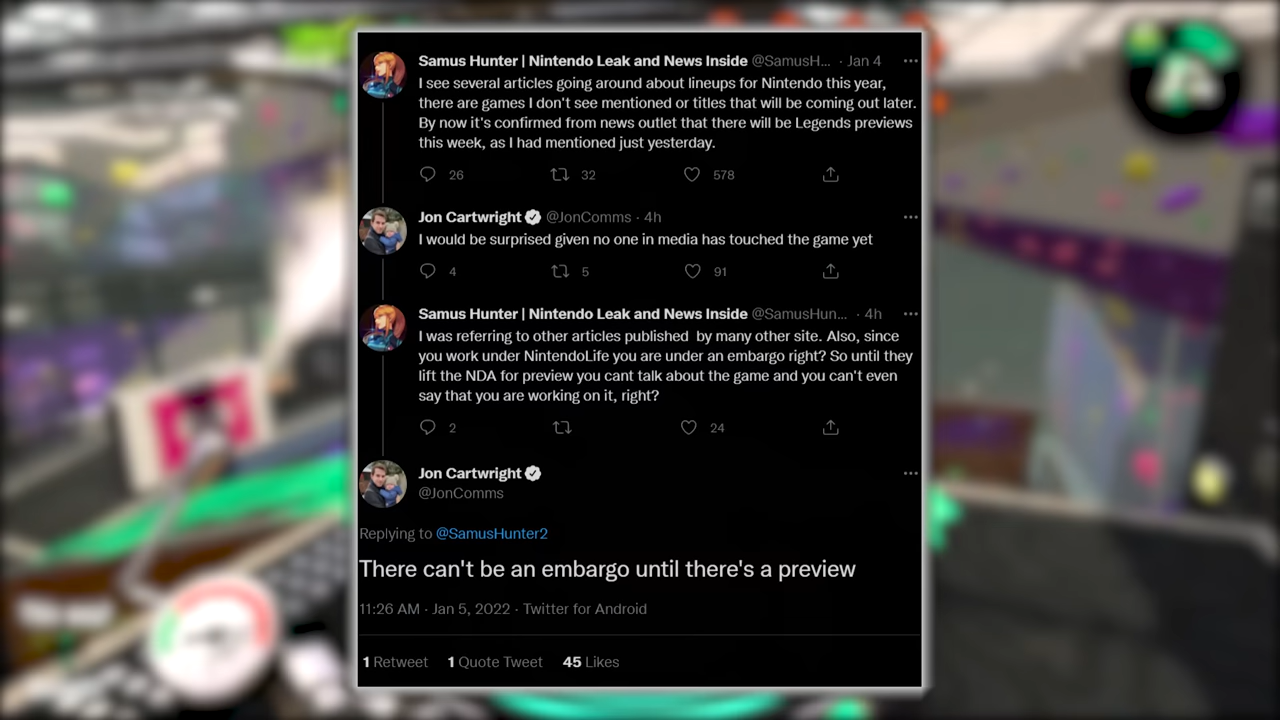 Samus Hunter | Nintendo Leak and News Inside @SamusH... · Jan 4
I see several articles going around about lineups for Nintendo this year,
there are games I don't see mentioned or titles that will be coming out later.
By now it's confirmed from news outlet that there will be Legends previews
this week, as I had mentioned just yesterday.
26 32 578
Jon Cartwright @JonComms · 4h
I would be surprised given no one in media has touched the game yet
4 5 91
Samus Hunter | Nintendo Leak and News Inside @SamusHun... · 4h
I was referring to other articles published by many other site. Also, since
you work under NintendoLife you are under an embargo right? So until they
lift the NDA for preview you cant talk about the game and you can't even
say that you are working on it, right?
2 24
Jon Cartwright
@JonComms
Replying to @SamusHunter2
There can't be an embargo until there's a preview
11:26 AM · Jan 5, 2022 · Twitter for Android
1 Retweet 1 Quote Tweet 45 Likes